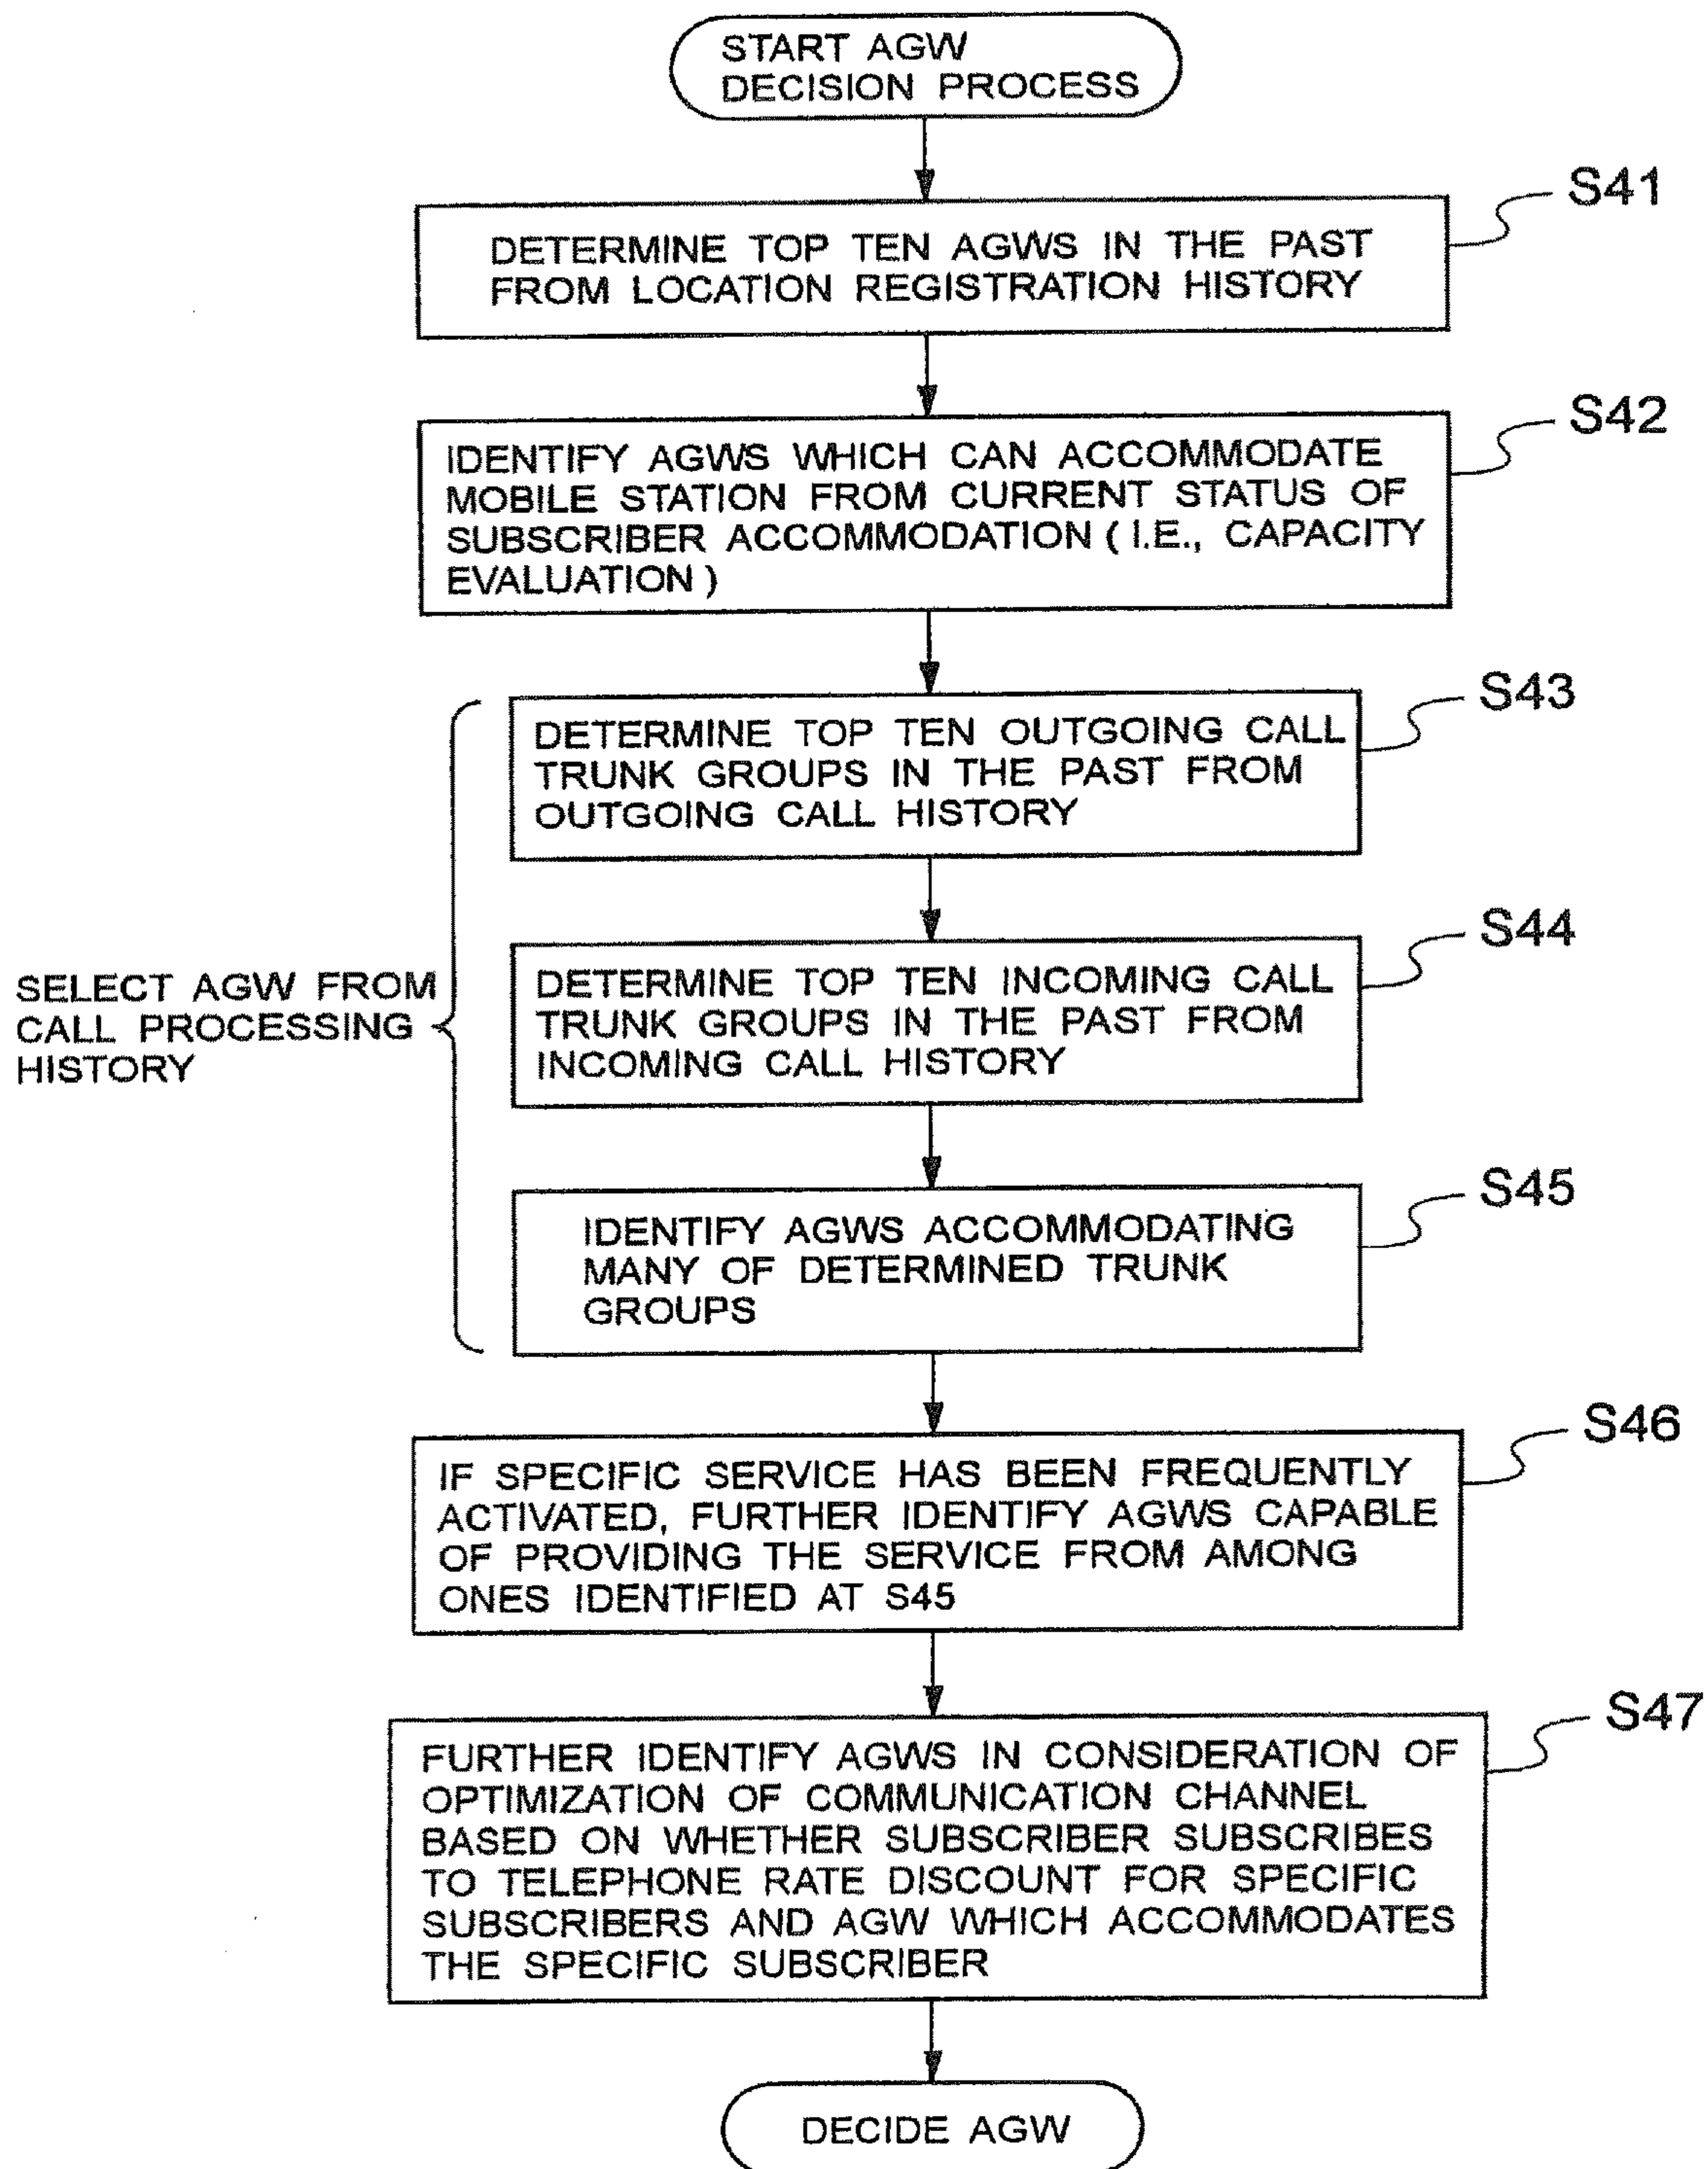 START AGW
DECISION PROCESS
S41
DETERMINE TOP TEN AGWS IN THE PAST
FROM LOCATION REGISTRATION HISTORY
S42
IDENTIFY AGWS WHICH CAN ACCOMMODATE
MOBILE STATION FROM CURRENT STATUS OF
SUBSCRIBER ACCOMMODATION ( I.E., CAPACITY
EVALUATION )
S43
DETERMINE TOP TEN OUTGOING CALL
TRUNK GROUPS IN THE PAST FROM
OUTGOING CALL HISTORY
S44
DETERMINE TOP TEN INCOMING CALL
TRUNK GROUPS IN THE PAST FROM
INCOMING CALL HISTORY
SELECT AGW FROM
CALL PROCESSING
HISTORY
S45
IDENTIFY AGWS ACCOMMODATING
MANY OF DETERMINED TRUNK
GROUPS
S46
IF SPECIFIC SERVICE HAS BEEN FREQUENTLY
ACTIVATED, FURTHER IDENTIFY AGWS CAPABLE
OF PROVIDING THE SERVICE FROM AMONG
ONES IDENTIFIED AT S45
S47
FURTHER IDENTIFY AGWS IN CONSIDERATION OF
OPTIMIZATION OF COMMUNICATION CHANNEL
BASED ON WHETHER SUBSCRIBER SUBSCRIBES
TO TELEPHONE RATE DISCOUNT FOR SPECIFIC
SUBSCRIBERS AND AGW WHICH ACCOMMODATES
THE SPECIFIC SUBSCRIBER
DECIDE AGW